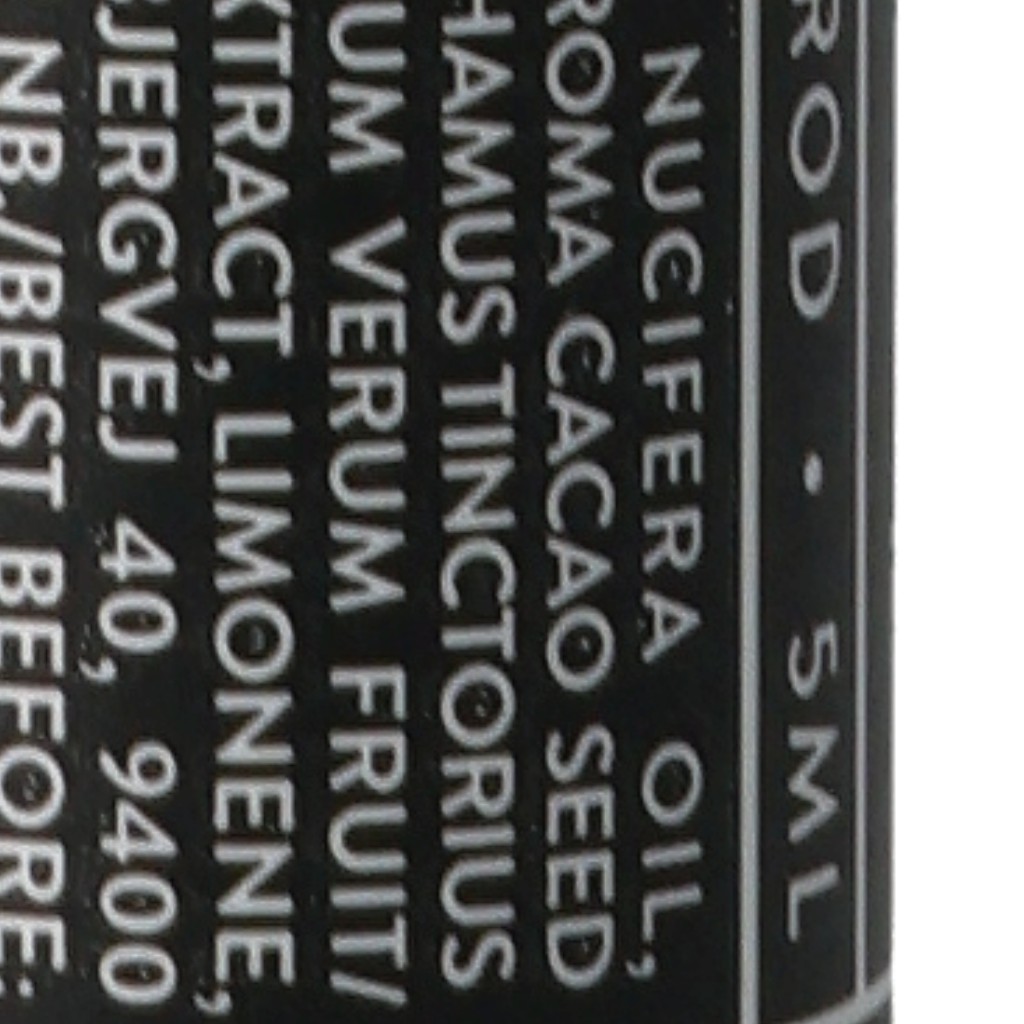 ROD • 5ML
NUCIFERA OIL,
ROMA CACAO SEED
HAMUS TINCTORIUS
UM VERUM FRUIT/
XTRACT, LIMONENE,
JERGVEJ 40, 9400
NB./BEST BEFORE: